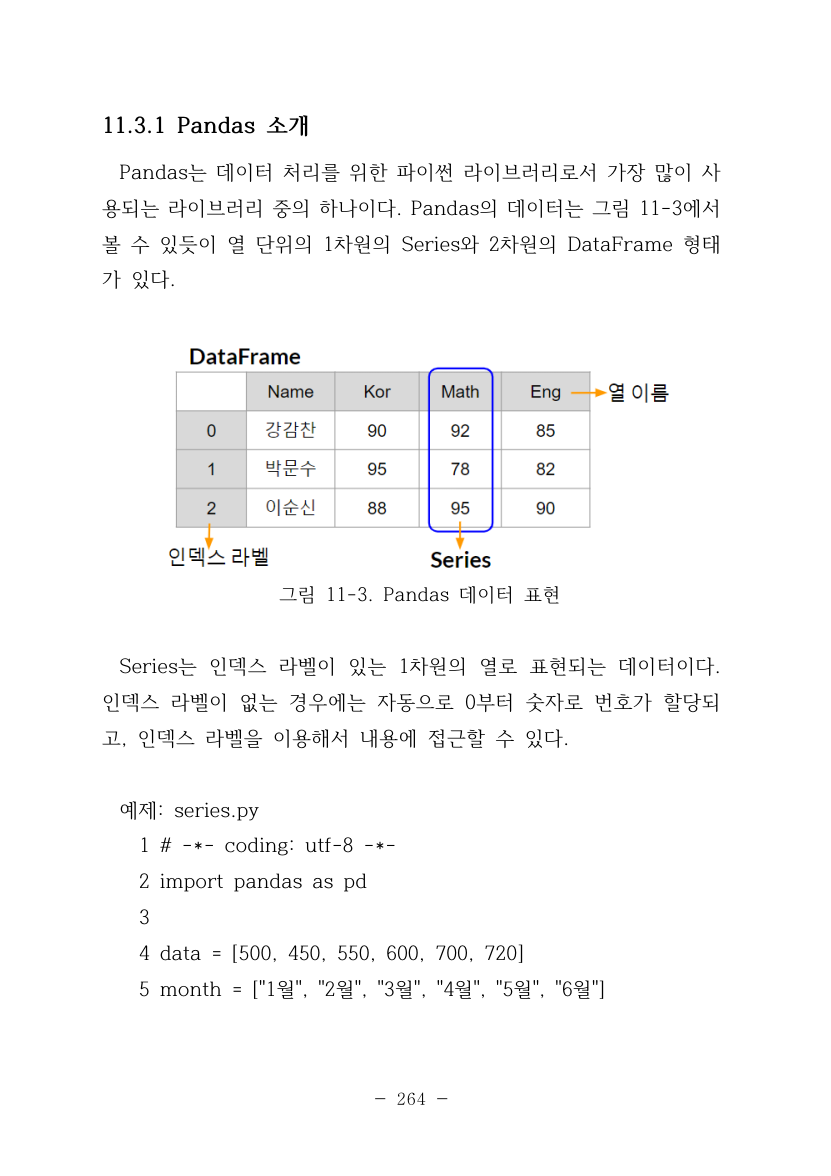 11.3.1 Pandas 소개
Pandas는 데이터 처리를 위한 파이썬 라이브러리로서 가장 많이 사
용되는 라이브러리 중의 하나이다. Pandas의 데이터는 그림 11-3에서
볼 수 있듯이 열 단위의 1차원의 Series와 2차원의 DataFrame 형태
가 있다.
DataFrame
Name Kor Math Eng 열 이름
0 강감찬 90 92 85
1 박문수 95 78 82
2 이순신 88 95 90
인덱스 라벨 Series
그림 11-3. Pandas 데이터 표현
Series는 인덱스 라벨이 있는 1차원의 열로 표현되는 데이터이다.
인덱스 라벨이 없는 경우에는 자동으로 0부터 숫자로 번호가 할당되
고, 인덱스 라벨을 이용해서 내용에 접근할 수 있다.
예제: series.py
1 # -*- coding: utf-8 -*-
2 import pandas as pd
3
4 data = [500, 450, 550, 600, 700, 720]
5 month = ["1월", "2월", "3월", "4월", "5월", "6월"]
- 264 -